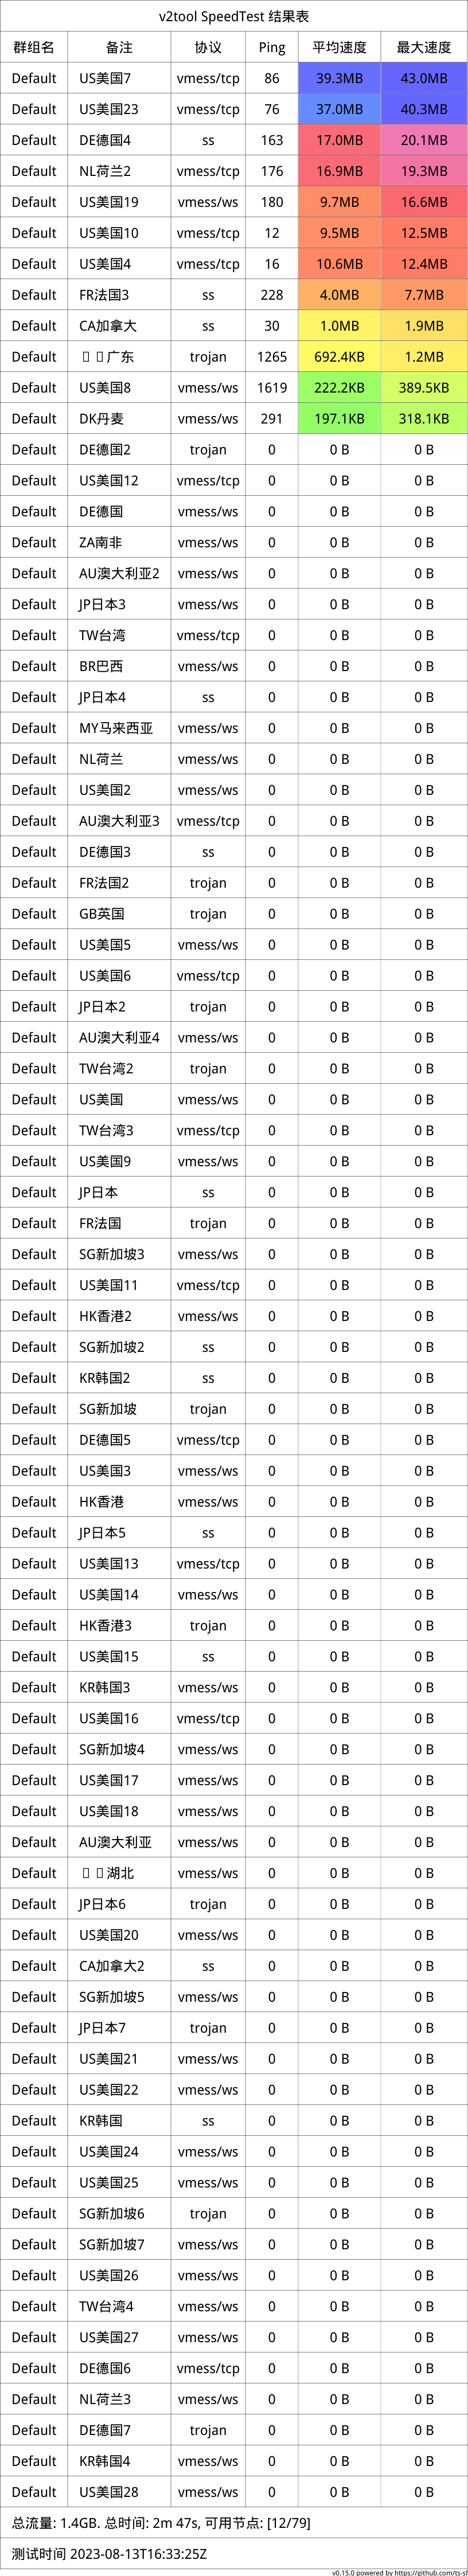 v2tool SpeedTest 结果表
群组名 备注 协议 Ping 平均速度 最大速度
Default US美国7 vmess/tcp 86 39.3MB 43.0MB
Default US美国23 vmess/tcp 76 37.0MB 40.3MB
Default DE德国4 ss 163 17.0MB 20.1MB
Default NL荷兰2 vmess/tcp 176 16.9MB 19.3MB
Default US美国19 vmess/ws 180 9.7MB 16.6MB
Default US美国10 vmess/tcp 12 9.5MB 12.5MB
Default US美国4 vmess/tcp 16 10.6MB 12.4MB
Default FR法国3 ss 228 4.0MB 7.7MB
Default CA加拿大 ss 30 1.0MB 1.9MB
Default 广东 trojan 1265 692.4KB 1.2MB
Default US美国8 vmess/ws 1619 222.2KB 389.5KB
Default DK丹麦 vmess/ws 291 197.1KB 318.1KB
Default DE德国2 trojan 0 0 B 0 B
Default US美国12 vmess/tcp 0 0 B 0 B
Default DE德国 vmess/ws 0 0 B 0 B
Default ZA南非 vmess/ws 0 0 B 0 B
Default AU澳大利亚2 vmess/ws 0 0 B 0 B
Default JP日本3 vmess/ws 0 0 B 0 B
Default TW台湾 vmess/tcp 0 0 B 0 B
Default BR巴西 vmess/ws 0 0 B 0 B
Default JP日本4 ss 0 0 B 0 B
Default MY马来西亚 vmess/ws 0 0 B 0 B
Default NL荷兰 vmess/ws 0 0 B 0 B
Default US美国2 vmess/ws 0 0 B 0 B
Default AU澳大利亚3 vmess/tcp 0 0 B 0 B
Default DE德国3 ss 0 0 B 0 B
Default FR法国2 trojan 0 0 B 0 B
Default GB英国 trojan 0 0 B 0 B
Default US美国5 vmess/ws 0 0 B 0 B
Default US美国6 vmess/tcp 0 0 B 0 B
Default JP日本2 trojan 0 0 B 0 B
Default AU澳大利亚4 vmess/ws 0 0 B 0 B
Default TW台湾2 trojan 0 0 B 0 B
Default US美国 vmess/ws 0 0 B 0 B
Default TW台湾3 vmess/tcp 0 0 B 0 B
Default US美国9 vmess/ws 0 0 B 0 B
Default JP日本 ss 0 0 B 0 B
Default FR法国 trojan 0 0 B 0 B
Default SG新加坡3 vmess/ws 0 0 B 0 B
Default US美国11 vmess/tcp 0 0 B 0 B
Default HK香港2 vmess/ws 0 0 B 0 B
Default SG新加坡2 ss 0 0 B 0 B
Default KR韩国2 ss 0 0 B 0 B
Default SG新加坡 trojan 0 0 B 0 B
Default DE德国5 vmess/tcp 0 0 B 0 B
Default US美国3 vmess/ws 0 0 B 0 B
Default HK香港 vmess/ws 0 0 B 0 B
Default JP日本5 ss 0 0 B 0 B
Default US美国13 vmess/tcp 0 0 B 0 B
Default US美国14 vmess/ws 0 0 B 0 B
Default HK香港3 trojan 0 0 B 0 B
Default US美国15 ss 0 0 B 0 B
Default KR韩国3 vmess/ws 0 0 B 0 B
Default US美国16 vmess/tcp 0 0 B 0 B
Default SG新加坡4 vmess/ws 0 0 B 0 B
Default US美国17 vmess/ws 0 0 B 0 B
Default US美国18 vmess/ws 0 0 B 0 B
Default AU澳大利亚 vmess/ws 0 0 B 0 B
Default 湖北 vmess/ws 0 0 B 0 B
Default JP日本6 trojan 0 0 B 0 B
Default US美国20 vmess/ws 0 0 B 0 B
Default CA加拿大2 ss 0 0 B 0 B
Default SG新加坡5 vmess/ws 0 0 B 0 B
Default JP日本7 trojan 0 0 B 0 B
Default US美国21 vmess/ws 0 0 B 0 B
Default US美国22 vmess/ws 0 0 B 0 B
Default KR韩国 ss 0 0 B 0 B
Default US美国24 vmess/ws 0 0 B 0 B
Default US美国25 vmess/ws 0 0 B 0 B
Default SG新加坡6 trojan 0 0 B 0 B
Default SG新加坡7 vmess/ws 0 0 B 0 B
Default US美国26 vmess/ws 0 0 B 0 B
Default TW台湾4 vmess/ws 0 0 B 0 B
Default US美国27 vmess/ws 0 0 B 0 B
Default DE德国6 vmess/tcp 0 0 B 0 B
Default NL荷兰3 vmess/ws 0 0 B 0 B
Default DE德国7 trojan 0 0 B 0 B
Default KR韩国4 vmess/ws 0 0 B 0 B
Default US美国28 vmess/ws 0 0 B 0 B
总流量: 1.4GB. 总时间: 2m 47s, 可用节点: [12/79]
测试时间 2023-08-13T16:33:25Z
v0.15.0 powered by https://github.com/ts-sf